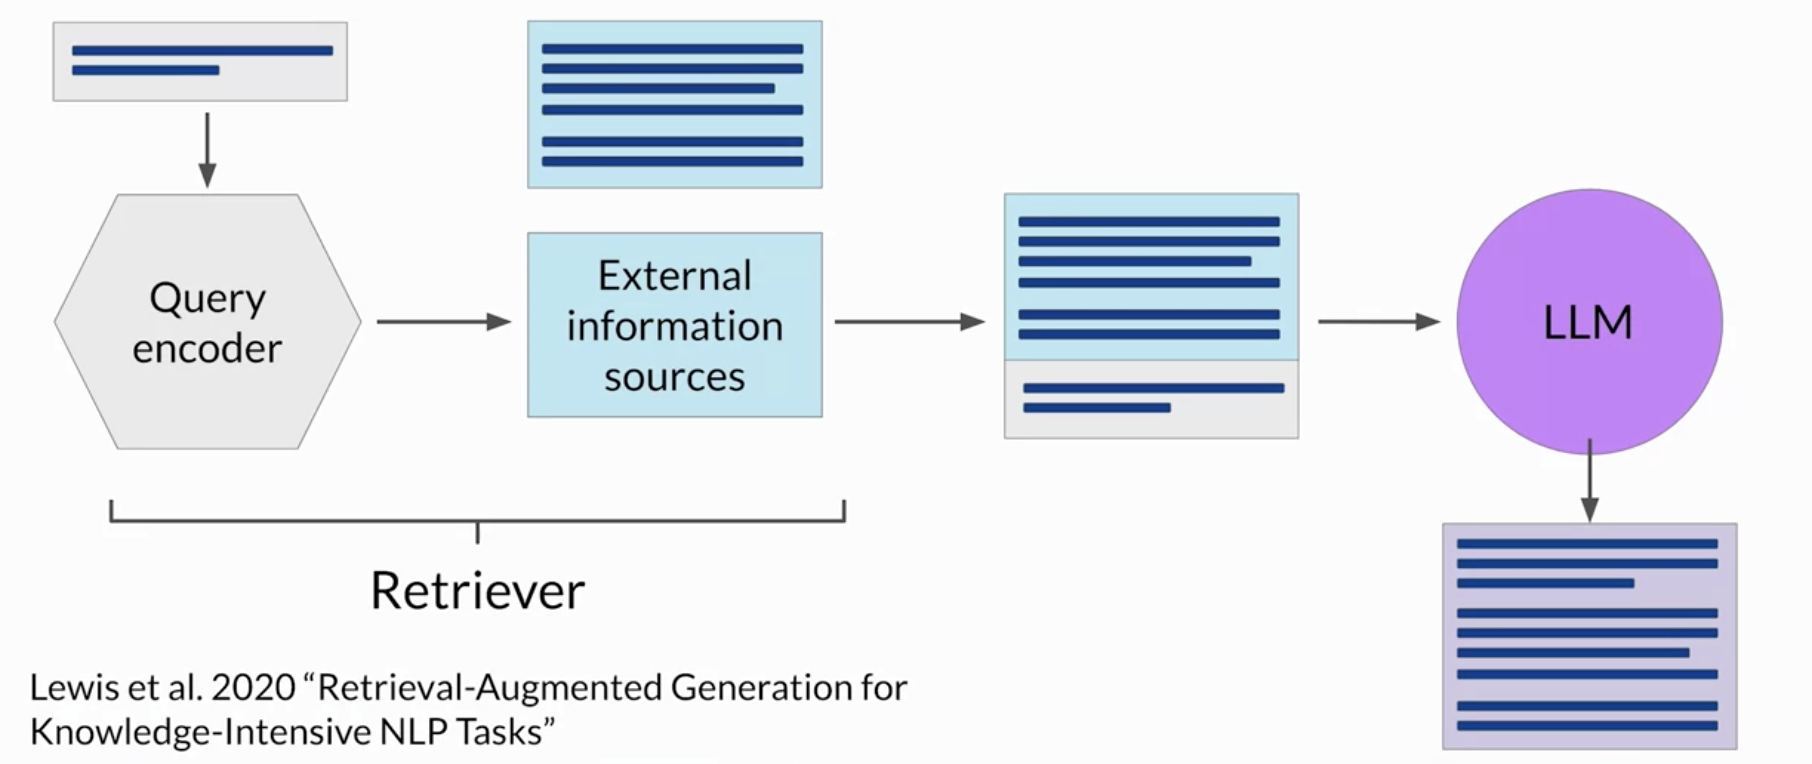 Query
encoder
External
information
sources
LLM
Retriever
Lewis et al. 2020 “Retrieval-Augmented Generation for
Knowledge-Intensive NLP Tasks”